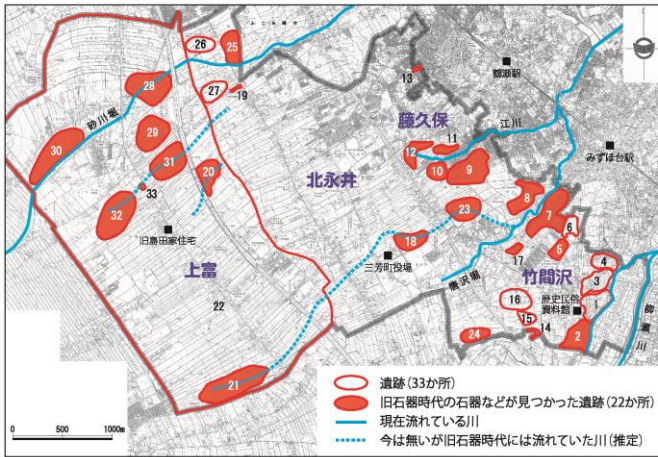 26
25
27
19
28
砂川堀
29
30
31
20
33
32
旧島田家住宅
上富
22
21
13
鶴瀬駅
藤久保
江川
11
12
10
9
みずほ台駅
北永井
8
7
23
6
18
5
三芳町役場
17
唐沢堀
竹間沢
4
3
16
歴史民俗
資料館
1
15
14
24
2
柳瀬川
遺跡(33か所)
旧石器時代の石器などが見つかった遺跡(22か所)
現在流れている川
今は無いが旧石器時代には流れていた川(推定)
0 500 1000m